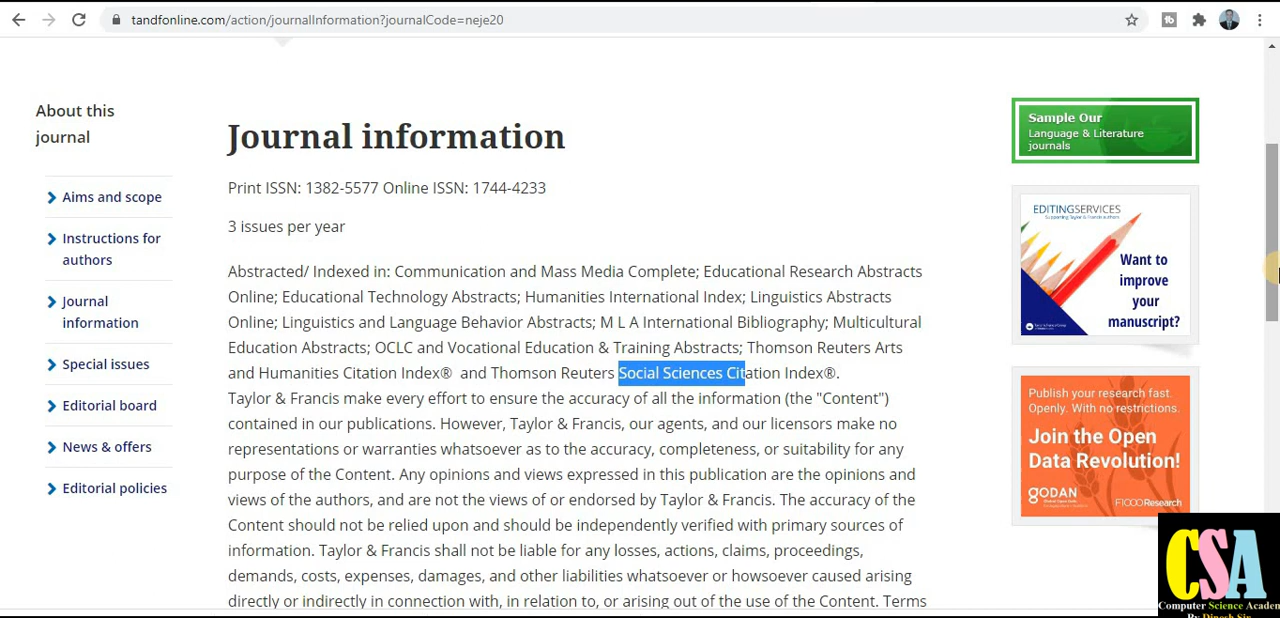 tandfonline.com/action/journalInformation?journalCode=neje20
About this
journal
Aims and scope
Instructions for
authors
Journal
information
Special issues
Editorial board
News & offers
Editorial policies
Journal information
Print ISSN: 1382-5577 Online ISSN: 1744-4233
3 issues per year
Abstracted/ Indexed in: Communication and Mass Media Complete; Educational Research Abstracts
Online; Educational Technology Abstracts; Humanities International Index; Linguistics Abstracts
Online; Linguistics and Language Behavior Abstracts; M L A International Bibliography; Multicultural
Education Abstracts; OCLC and Vocational Education & Training Abstracts; Thomson Reuters Arts
and Humanities Citation Index® and Thomson Reuters Social Sciences Citation Index®.
Taylor & Francis make every effort to ensure the accuracy of all the information (the "Content")
contained in our publications. However, Taylor & Francis, our agents, and our licensors make no
representations or warranties whatsoever as to the accuracy, completeness, or suitability for any
purpose of the Content. Any opinions and views expressed in this publication are the opinions and
views of the authors, and are not the views of or endorsed by Taylor & Francis. The accuracy of the
Content should not be relied upon and should be independently verified with primary sources of
information. Taylor & Francis shall not be liable for any losses, actions, claims, proceedings,
demands, costs, expenses, damages, and other liabilities whatsoever or howsoever caused arising
directly or indirectly in connection with, in relation to, or arising out of the use of the Content. Terms
Sample Our
Language & Literature
journals
EDITINGSERVICES
Supporting Taylor & Francis authors
Want to
improve
your
manuscript?
Publish your research fast.
Openly. With no restrictions.
Join the Open
Data Revolution!
GODAN
F1000Research
CSA
Computer Science Academ
By Dinesh Sir